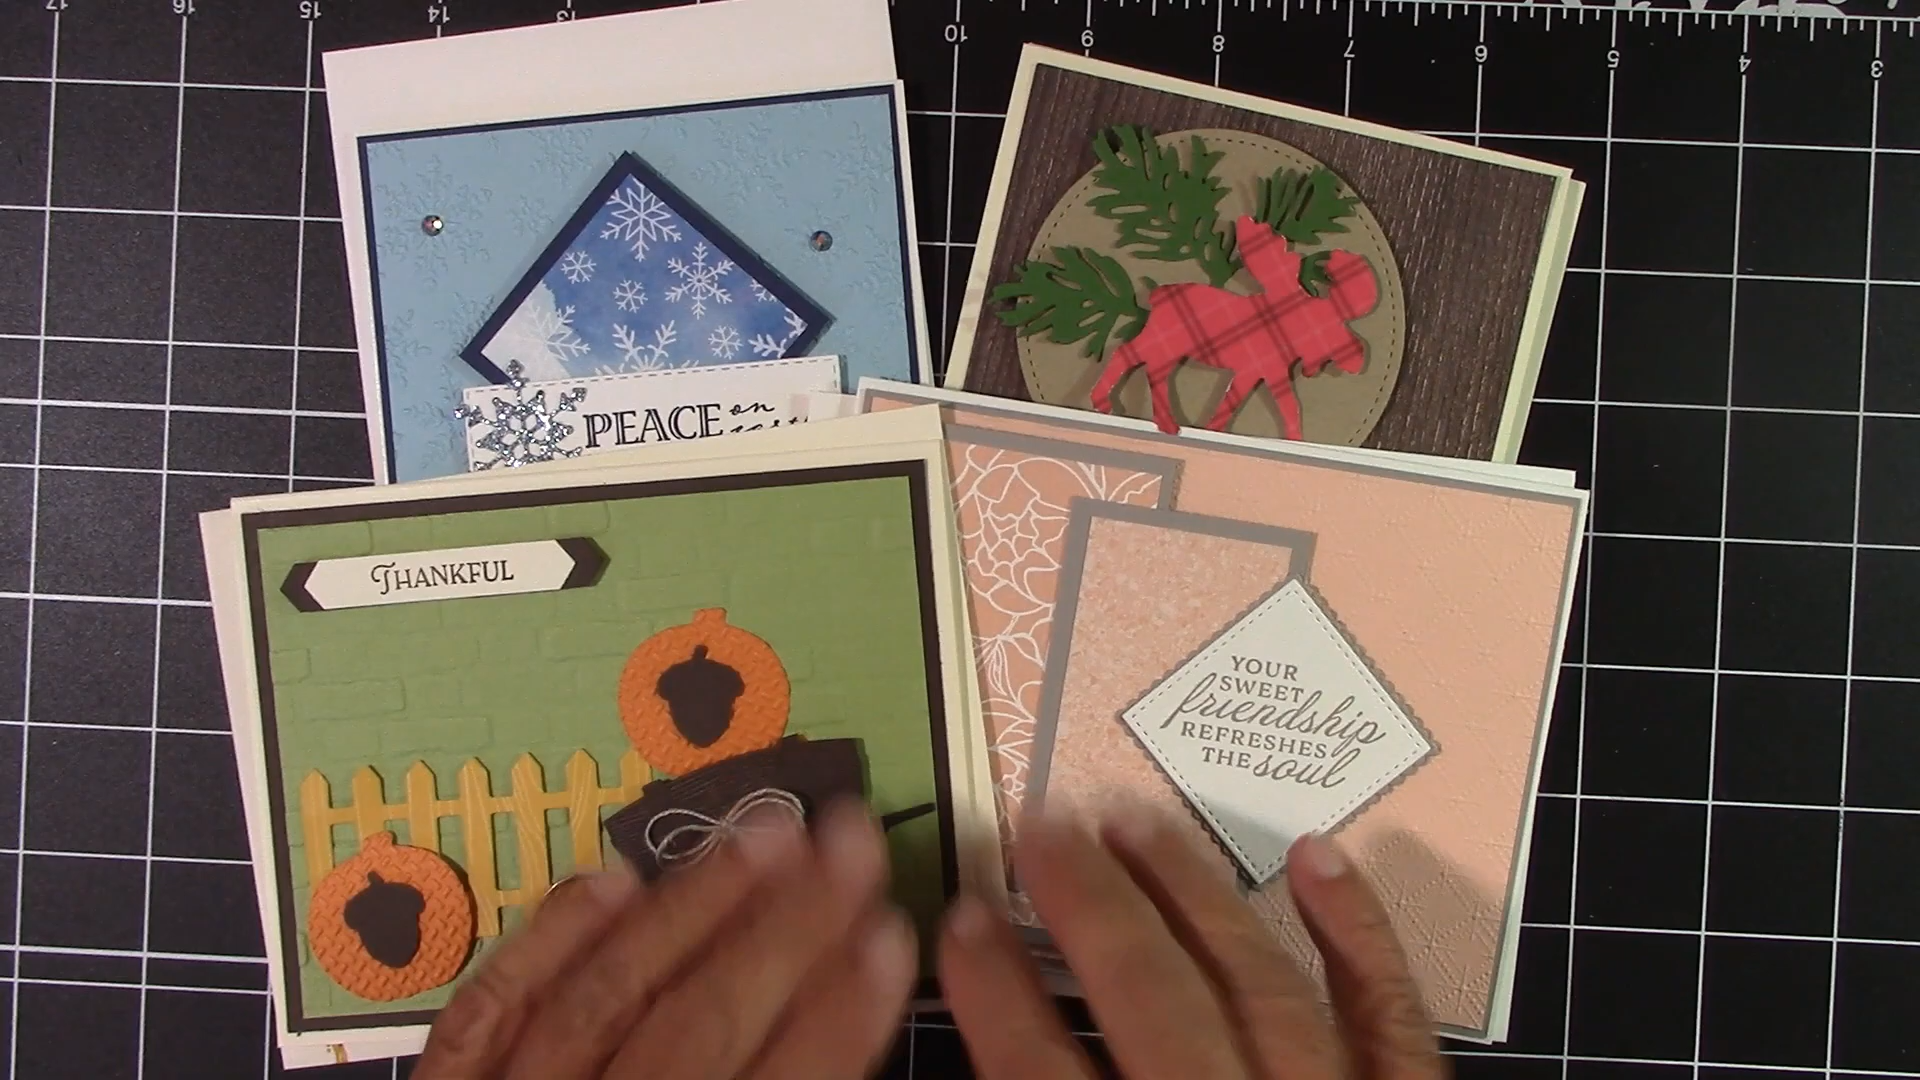 17 16 15 14 13 10 9 8 7 6 5 4 3
PEACE on
THANKFUL
YOUR
SWEET
friendship
REFRESHES
THE soul